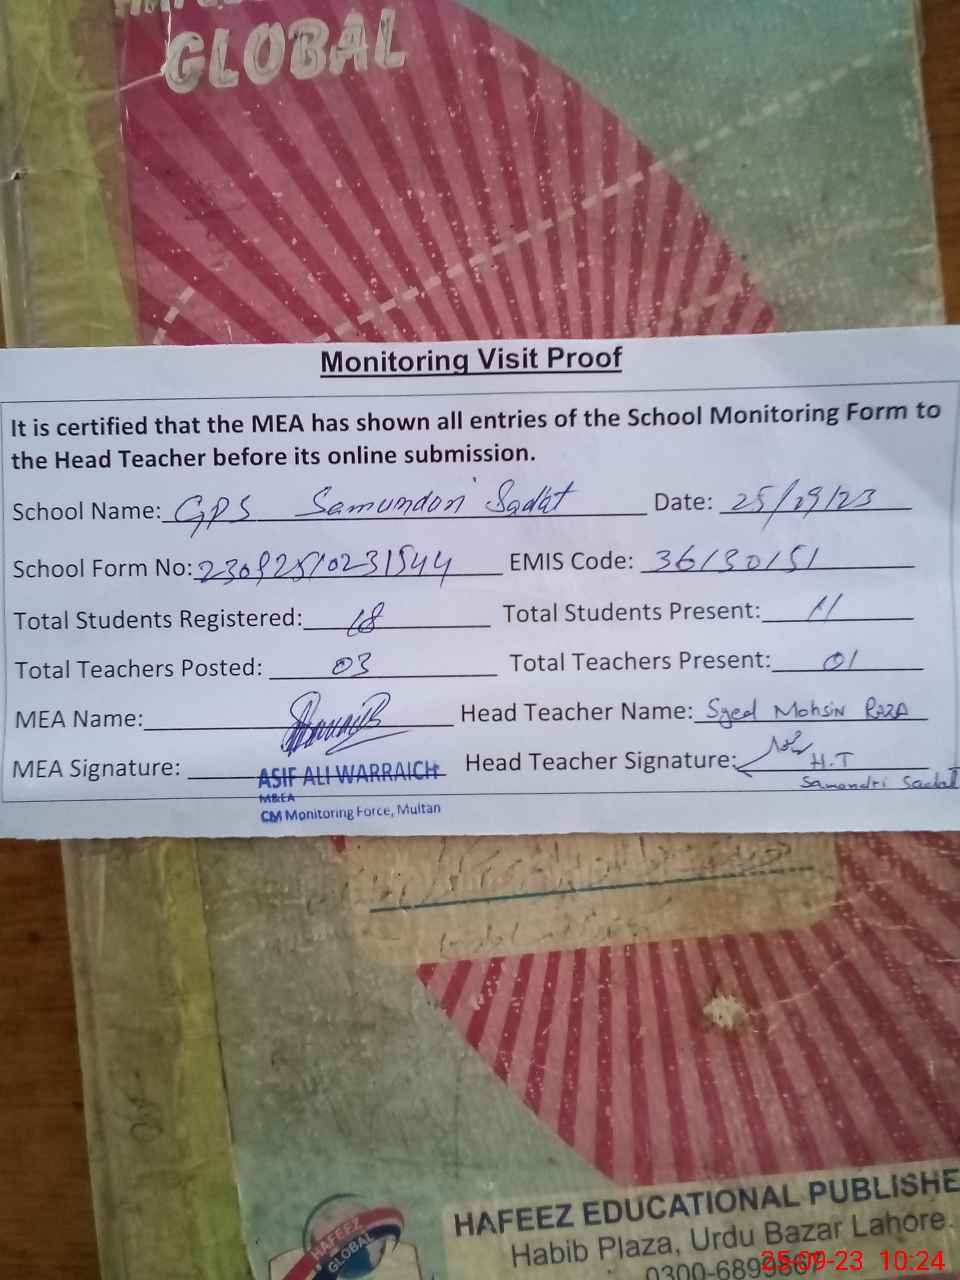 GLOBAL
Monitoring Visit Proof
It is certified that the MEA has shown all entries of the School Monitoring Form to
the Head Teacher before its online submission.
School Name: GPS Samundari Sadat Date: 25/09/23
School Form No: 23092510231544 EMIS Code: 36130151
Total Students Registered: 18 Total Students Present: 11
Total Teachers Posted: 03 Total Teachers Present: 01
MEA Name: Head Teacher Name: Syed Mohsin RAZA
MEA Signature: ASIF ALI WARRAICH Head Teacher Signature: H.T
Samandri Sadat
M&EA
CM Monitoring Force, Multan
HAFEEZ GLOBAL
HAFEEZ EDUCATIONAL PUBLISHE
Habib Plaza, Urdu Bazar Lahore.
25-09-23 10:24